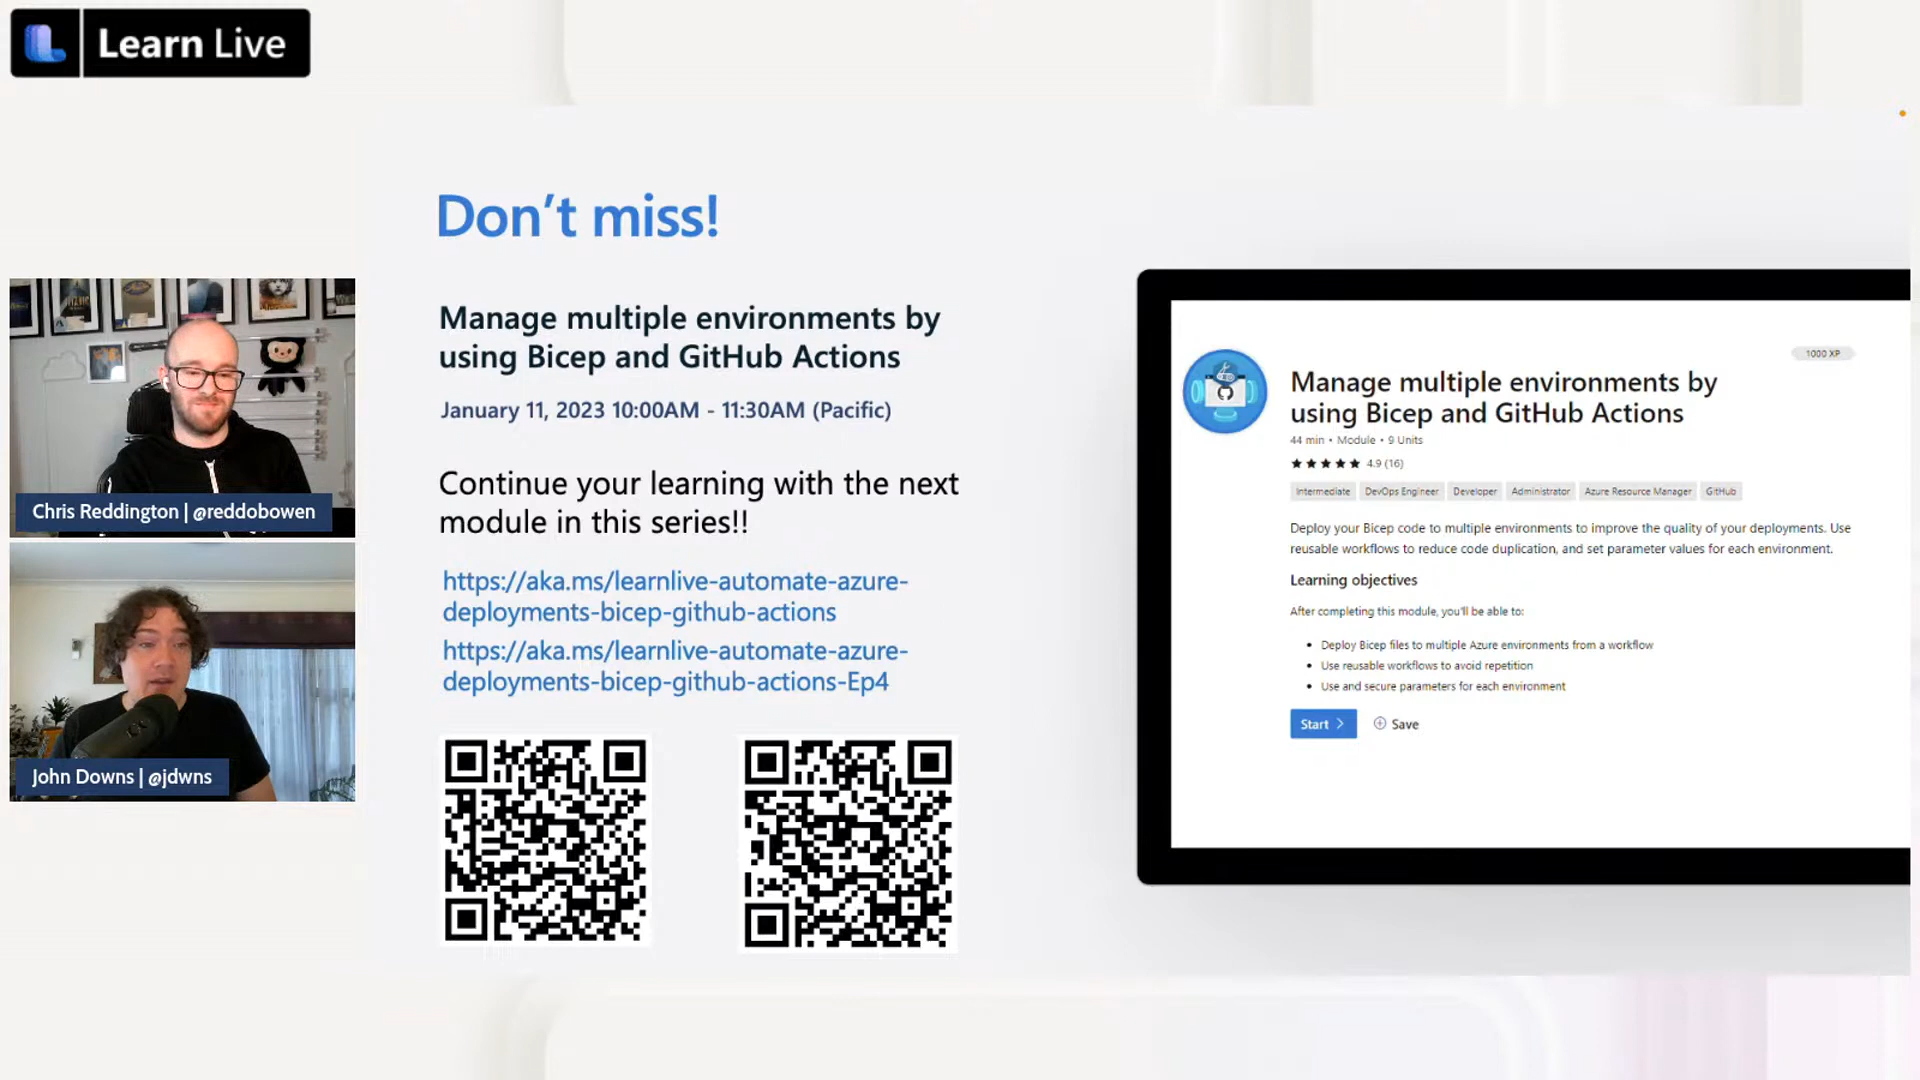 Learn Live
Don't miss!
Manage multiple environments by
using Bicep and GitHub Actions
January 11, 2023 10:00AM - 11:30AM (Pacific)
Continue your learning with the next
module in this series!!
https://aka.ms/learnlive-automate-azure-
deployments-bicep-github-actions
https://aka.ms/learnlive-automate-azure-
deployments-bicep-github-actions-Ep4
Chris Reddington | @reddobowen
John Downs | @jdwns
1000 XP
Manage multiple environments by
using Bicep and GitHub Actions
44 min • Module • 9 Units
4.9 (16)
Intermediate DevOps Engineer Developer Administrator Azure Resource Manager GitHub
Deploy your Bicep code to multiple environments to improve the quality of your deployments. Use
reusable workflows to reduce code duplication, and set parameter values for each environment.
Learning objectives
After completing this module, you'll be able to:
• Deploy Bicep files to multiple Azure environments from a workflow
• Use reusable workflows to avoid repetition
• Use and secure parameters for each environment
Start
Save